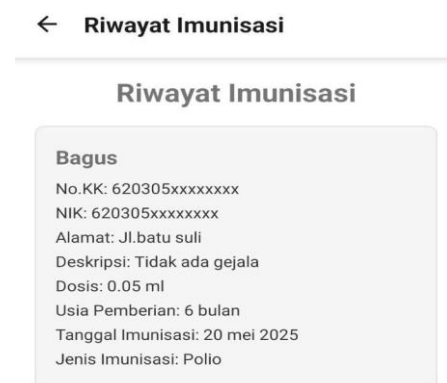 Riwayat Imunisasi
Riwayat Imunisasi
Bagus
No.KK: 620305xxxxxxxx
NIK: 620305xxxxxxxx
Alamat: Jl.batu suli
Deskripsi: Tidak ada gejala
Dosis: 0.05 ml
Usia Pemberian: 6 bulan
Tanggal Imunisasi: 20 mei 2025
Jenis Imunisasi: Polio